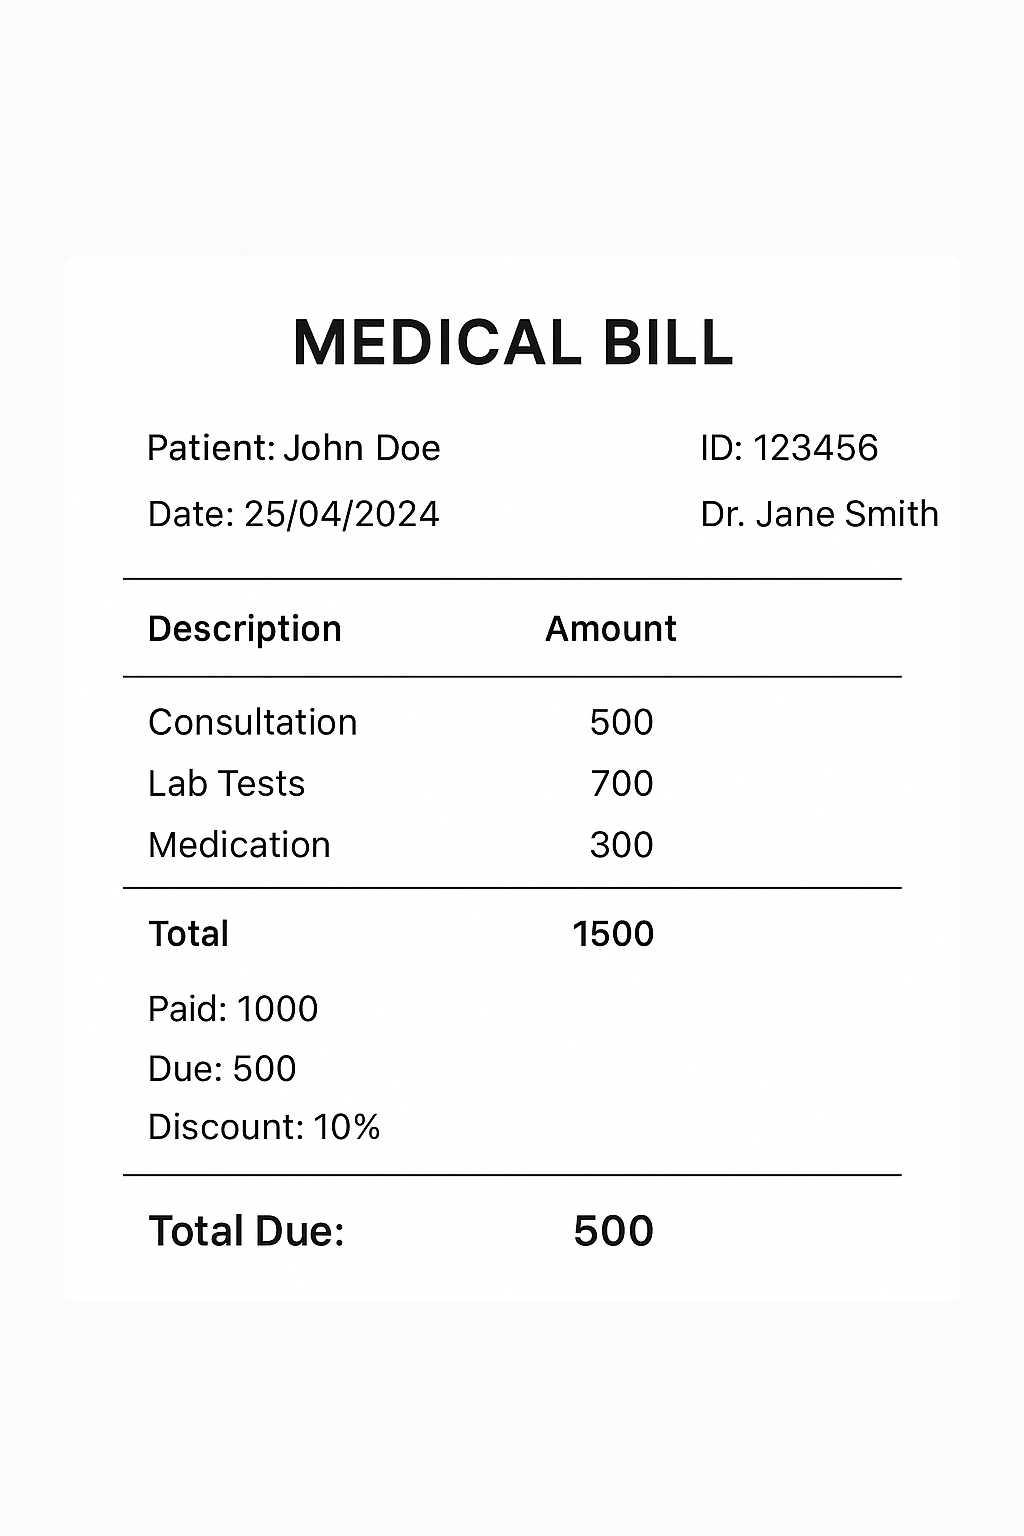 MEDICAL BILL
Patient: John Doe ID: 123456
Date: 25/04/2024 Dr. Jane Smith
Description Amount
Consultation 500
Lab Tests 700
Medication 300
Total 1500
Paid: 1000
Due: 500
Discount: 10%
Total Due: 500